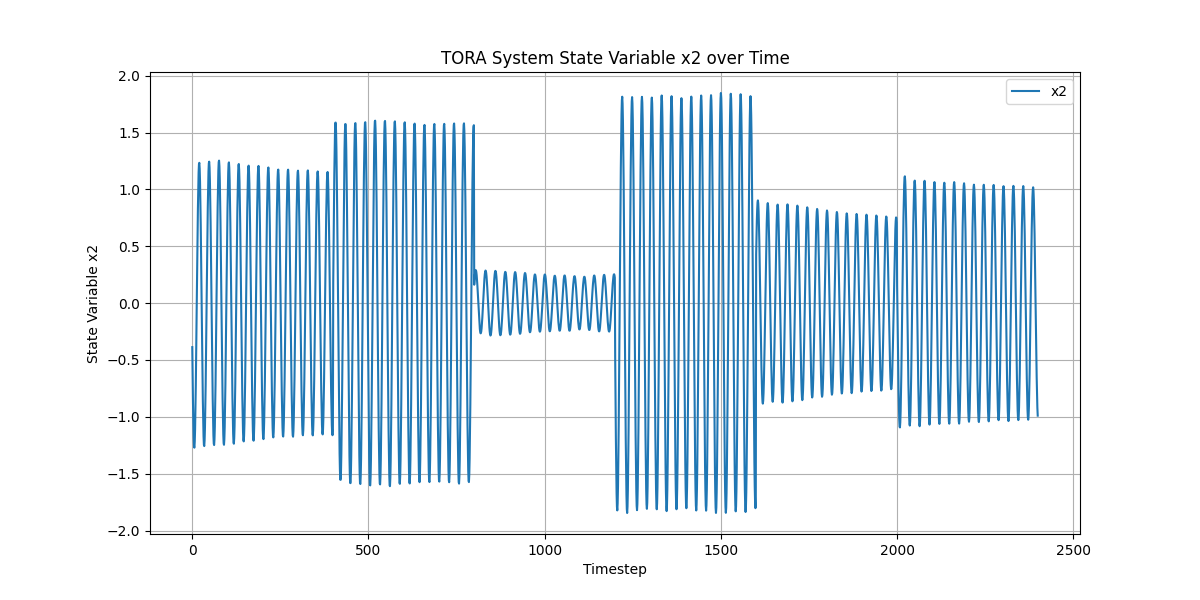 TORA System State Variable x2 over Time
x2
State Variable x2
2.0
1.5
1.0
0.5
0.0
−0.5
−1.0
−1.5
−2.0
0 500 1000 1500 2000 2500
Timestep